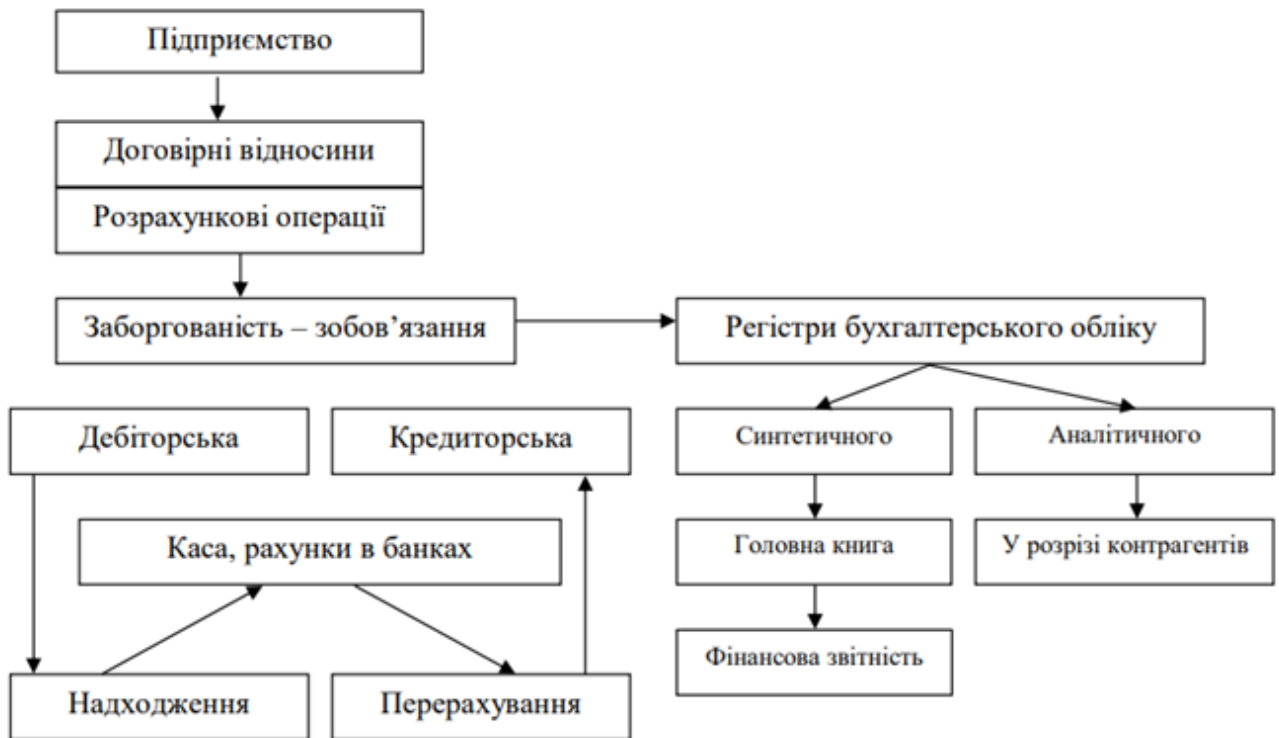 Підприємство
Договірні відносини
Розрахункові операції
Заборгованість – зобов’язання
Регістри бухгалтерського обліку
Дебіторська
Кредиторська
Синтетичного
Аналітичного
Каса, рахунки в банках
Головна книга
У розрізі контрагентів
Фінансова звітність
Надходження
Перерахування